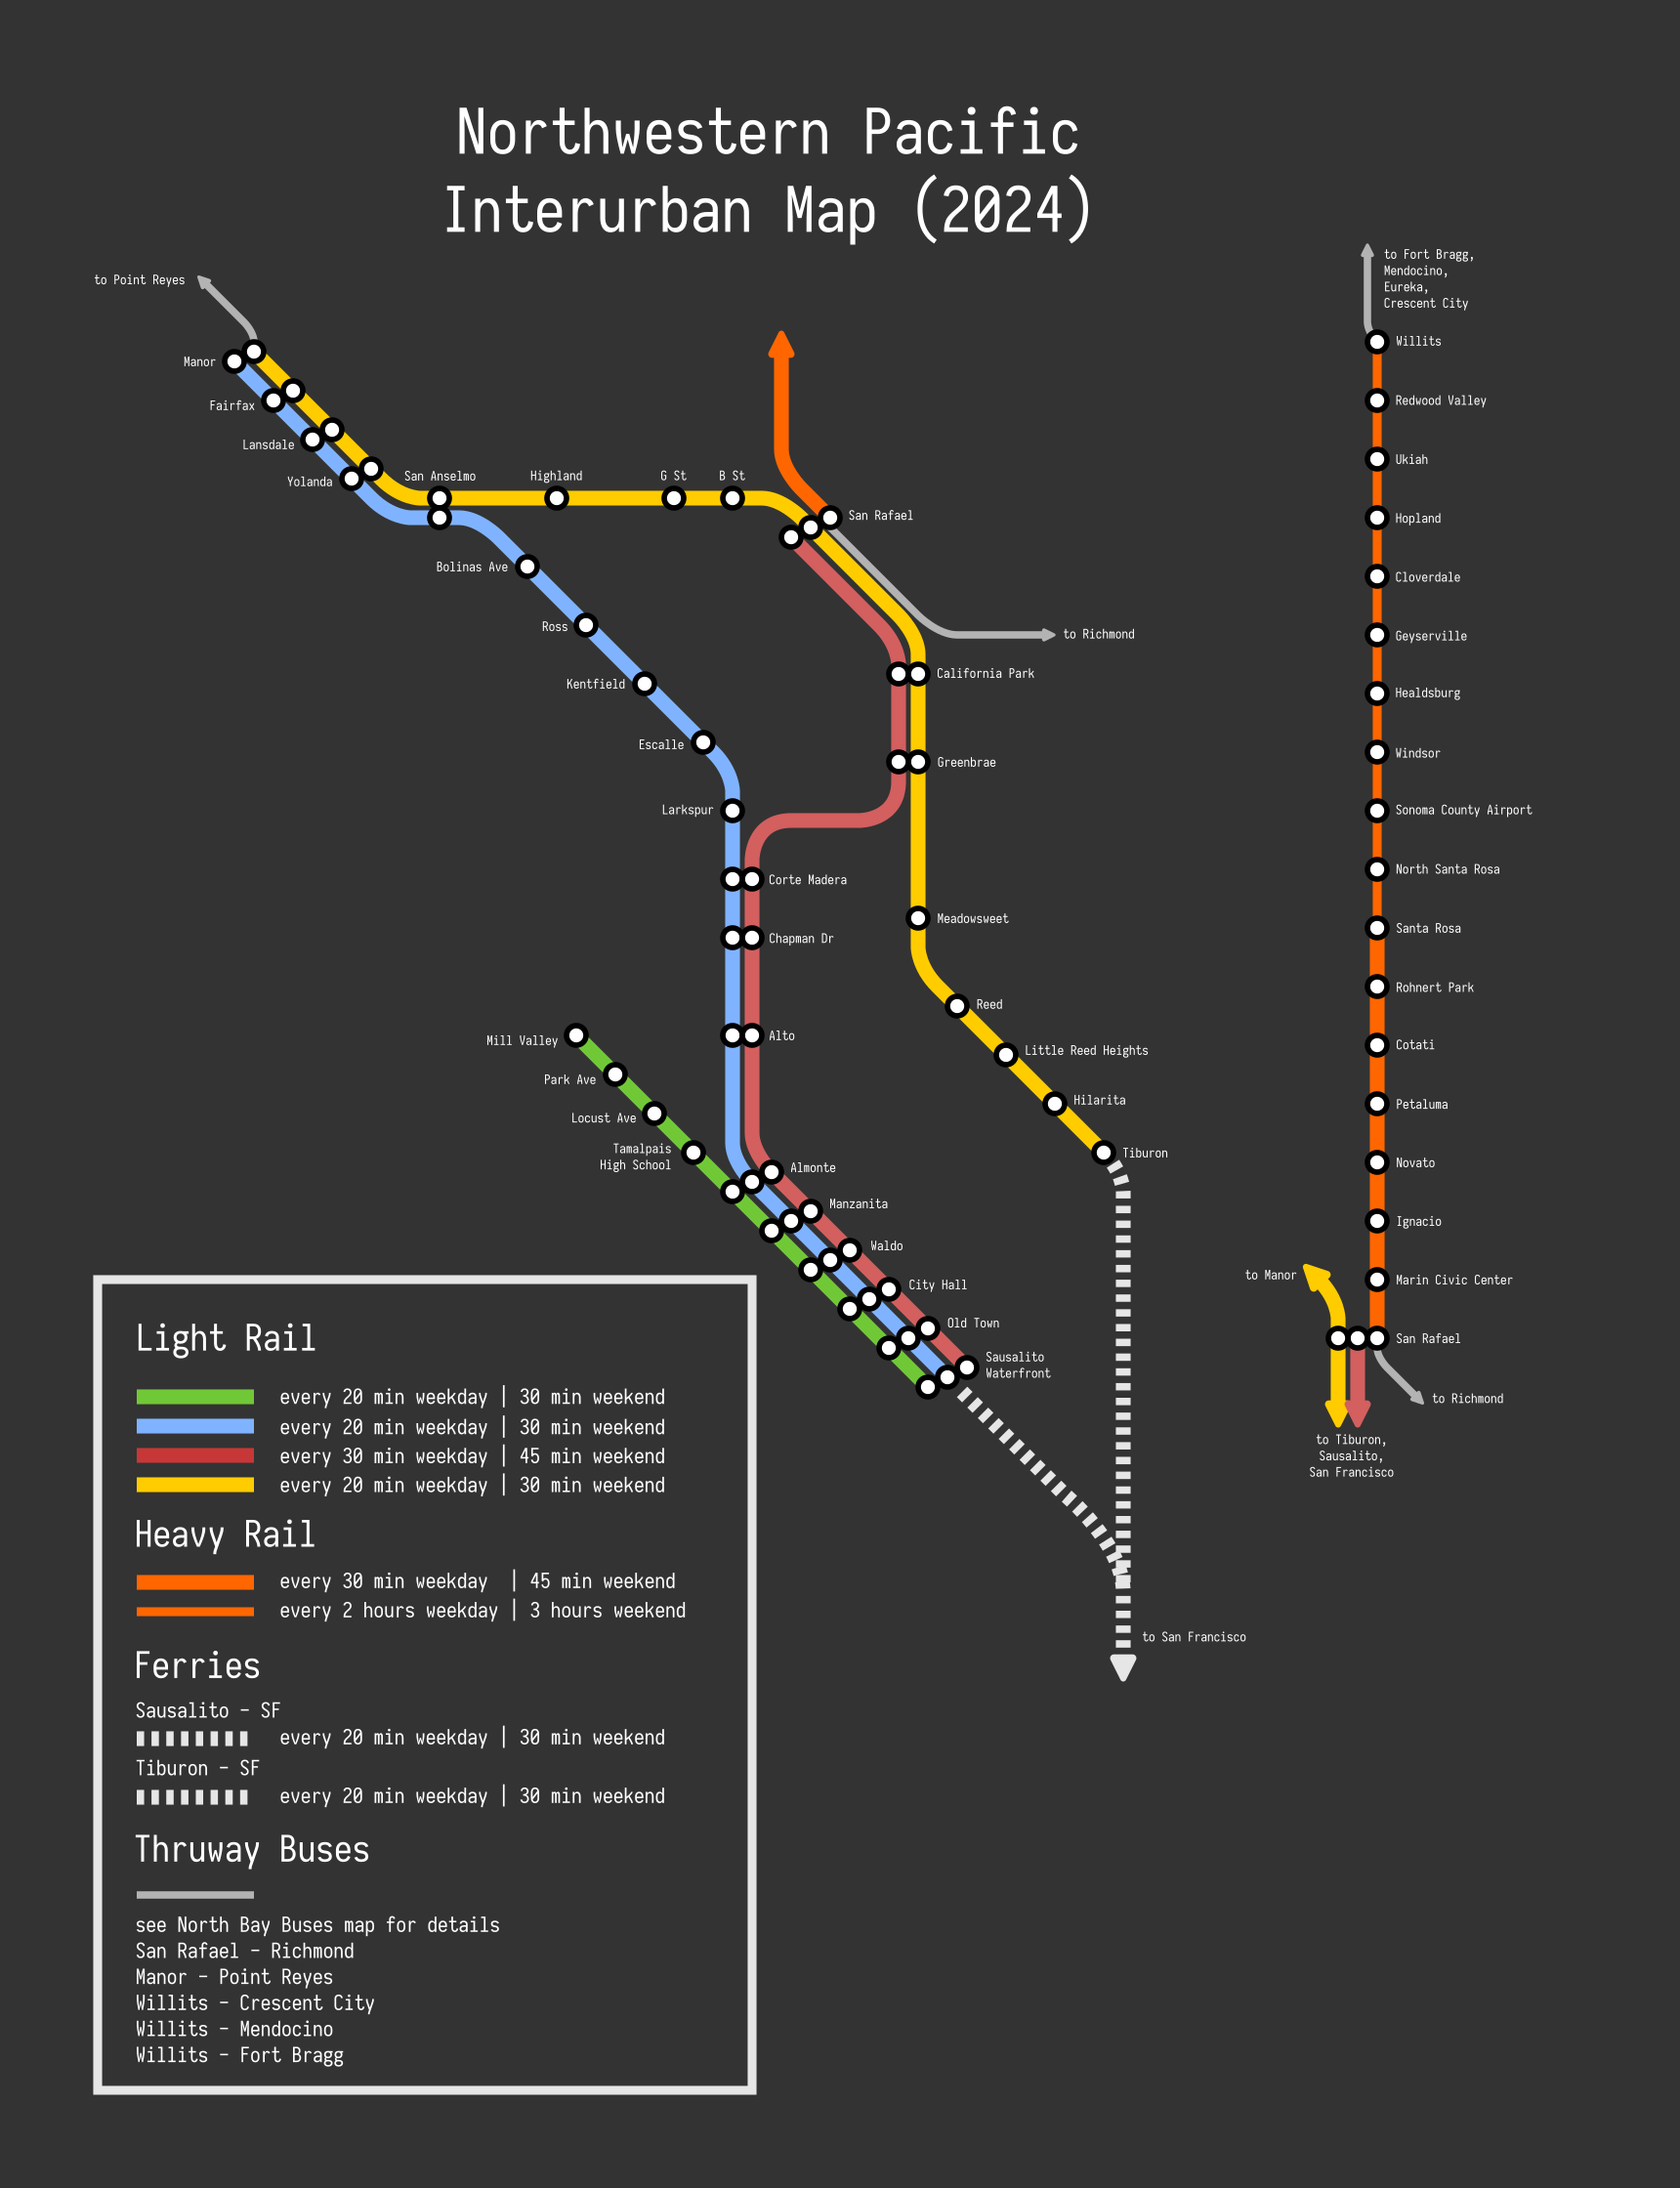 Northwestern Pacific
Interurban Map (2024)
to Point Reyes
Manor
Fairfax
Lansdale
Yolanda
San Anselmo
Highland
G St
B St
San Rafael
Bolinas Ave
Ross
Kentfield
Escalle
Larkspur
to Richmond
California Park
Greenbrae
Corte Madera
Chapman Dr
Alto
Meadowsweet
Reed
Little Reed Heights
Hilarita
Tiburon
Mill Valley
Park Ave
Locust Ave
Tamalpais
High School
Almonte
Manzanita
Waldo
City Hall
Old Town
Sausalito
Waterfront
to San Francisco
to Fort Bragg,
Mendocino,
Eureka,
Crescent City
Willits
Redwood Valley
Ukiah
Hopland
Cloverdale
Geyserville
Healdsburg
Windsor
Sonoma County Airport
North Santa Rosa
Santa Rosa
Rohnert Park
Cotati
Petaluma
Novato
Ignacio
Marin Civic Center
to Manor
San Rafael
to Richmond
to Tiburon,
Sausalito,
San Francisco
Light Rail
every 20 min weekday | 30 min weekend
every 20 min weekday | 30 min weekend
every 30 min weekday | 45 min weekend
every 20 min weekday | 30 min weekend
Heavy Rail
every 30 min weekday | 45 min weekend
every 2 hours weekday | 3 hours weekend
Ferries
Sausalito - SF
every 20 min weekday | 30 min weekend
Tiburon - SF
every 20 min weekday | 30 min weekend
Thruway Buses
see North Bay Buses map for details
San Rafael - Richmond
Manor - Point Reyes
Willits - Crescent City
Willits - Mendocino
Willits - Fort Bragg